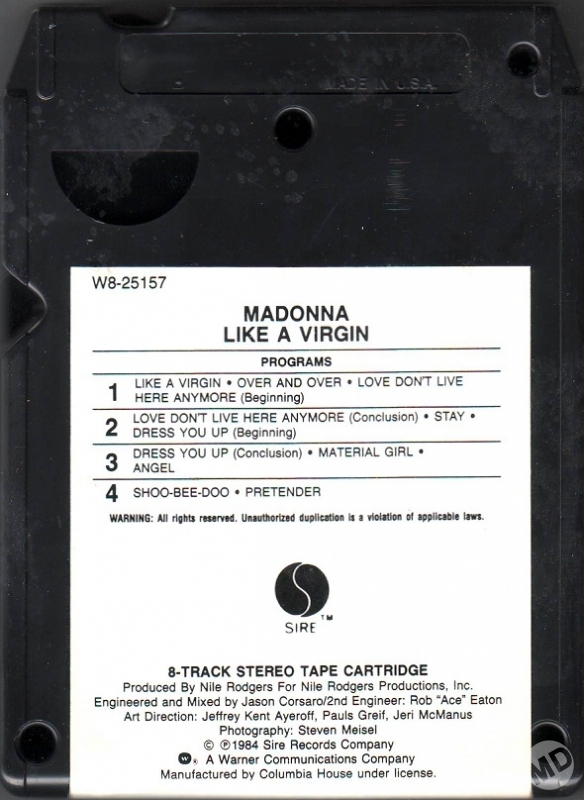 MADE IN U.S.A.
W8-25157
MADONNA
LIKE A VIRGIN
PROGRAMS
1 LIKE A VIRGIN • OVER AND OVER • LOVE DON'T LIVE
HERE ANYMORE (Beginning)
2 LOVE DON'T LIVE HERE ANYMORE (Conclusion) • STAY •
DRESS YOU UP (Beginning)
3 DRESS YOU UP (Conclusion) • MATERIAL GIRL •
ANGEL
4 SHOO-BEE-DOO • PRETENDER
WARNING: All rights reserved. Unauthorized duplication is a violation of applicable laws.
S
TM
SIRE
8-TRACK STEREO TAPE CARTRIDGE
Produced By Nile Rodgers For Nile Rodgers Productions, Inc.
Engineered and Mixed by Jason Corsaro/2nd Engineer: Rob "Ace" Eaton
Art Direction: Jeffrey Kent Ayeroff, Pauls Greif, Jeri McManus
Photography: Steven Meisel
© ℗1984 Sire Records Company
W ® A Warner Communications Company
Manufactured by Columbia House under license.
MD